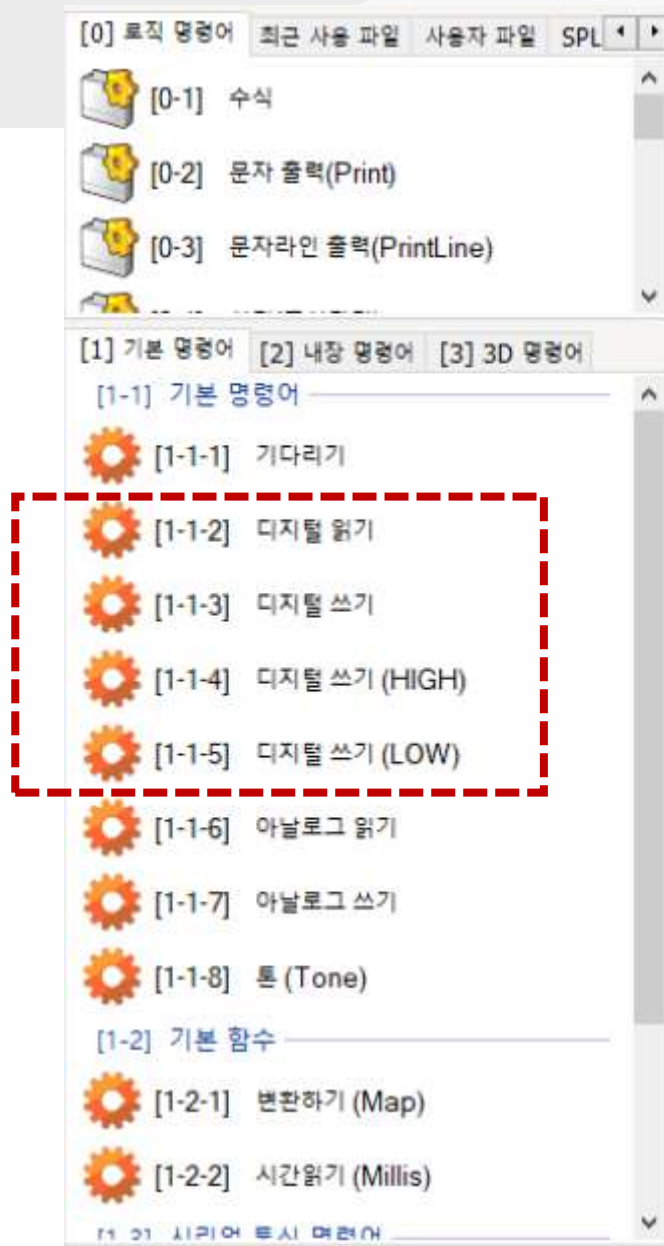 [0] 로직 명령어 최근 사용 파일 사용자 파일 SPL
[0-1] 수식
[0-2] 문자 출력(Print)
[0-3] 문자라인 출력(PrintLine)
[1] 기본 명령어 [2] 내장 명령어 [3] 3D 명령어
[1-1] 기본 명령어
[1-1-1] 기다리기
[1-1-2] 디지털 읽기
[1-1-3] 디지털 쓰기
[1-1-4] 디지털 쓰기 (HIGH)
[1-1-5] 디지털 쓰기 (LOW)
[1-1-6] 아날로그 읽기
[1-1-7] 아날로그 쓰기
[1-1-8] 톤 (Tone)
[1-2] 기본 함수
[1-2-1] 변환하기 (Map)
[1-2-2] 시간읽기 (Millis)